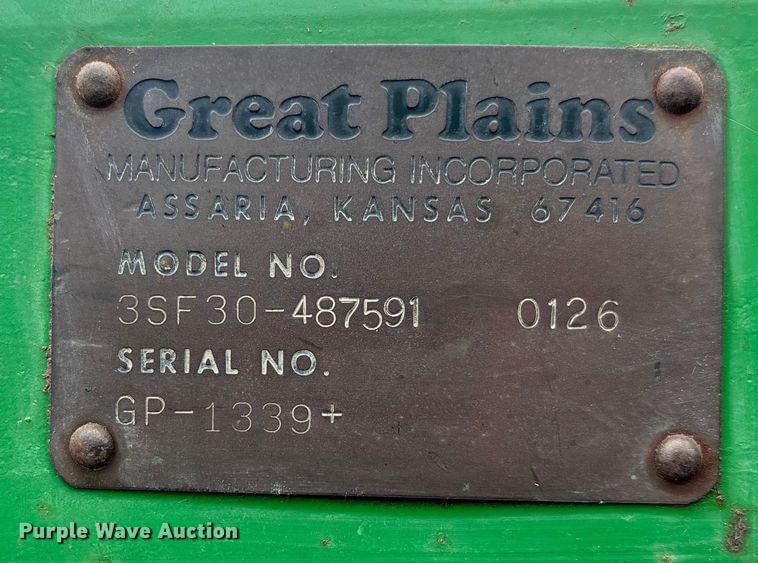 Great Plains
MANUFACTURING INCORPORATED
ASSARIA, KANSAS 67416
MODEL NO.
3SF30-487591 0126
SERIAL NO.
GP-1339+
Purple Wave Auction